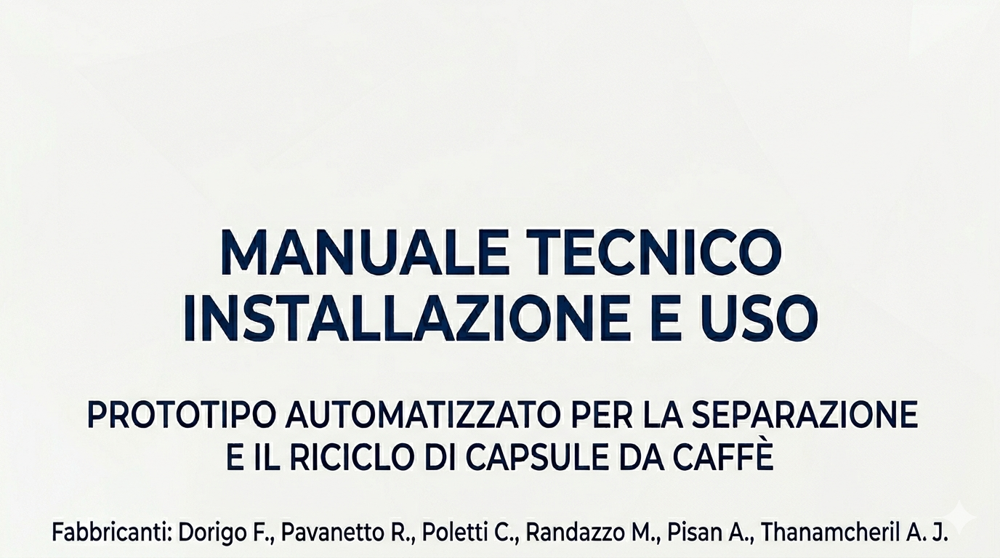 MANUALE TECNICO
INSTALLAZIONE E USO
PROTOTIPO AUTOMATIZZATO PER LA SEPARAZIONE
E IL RICICLO DI CAPSULE DA CAFFÈ
Fabbricanti: Dorigo F., Pavanetto R., Poletti C., Randazzo M., Pisan A., Thanamcheril A. J.